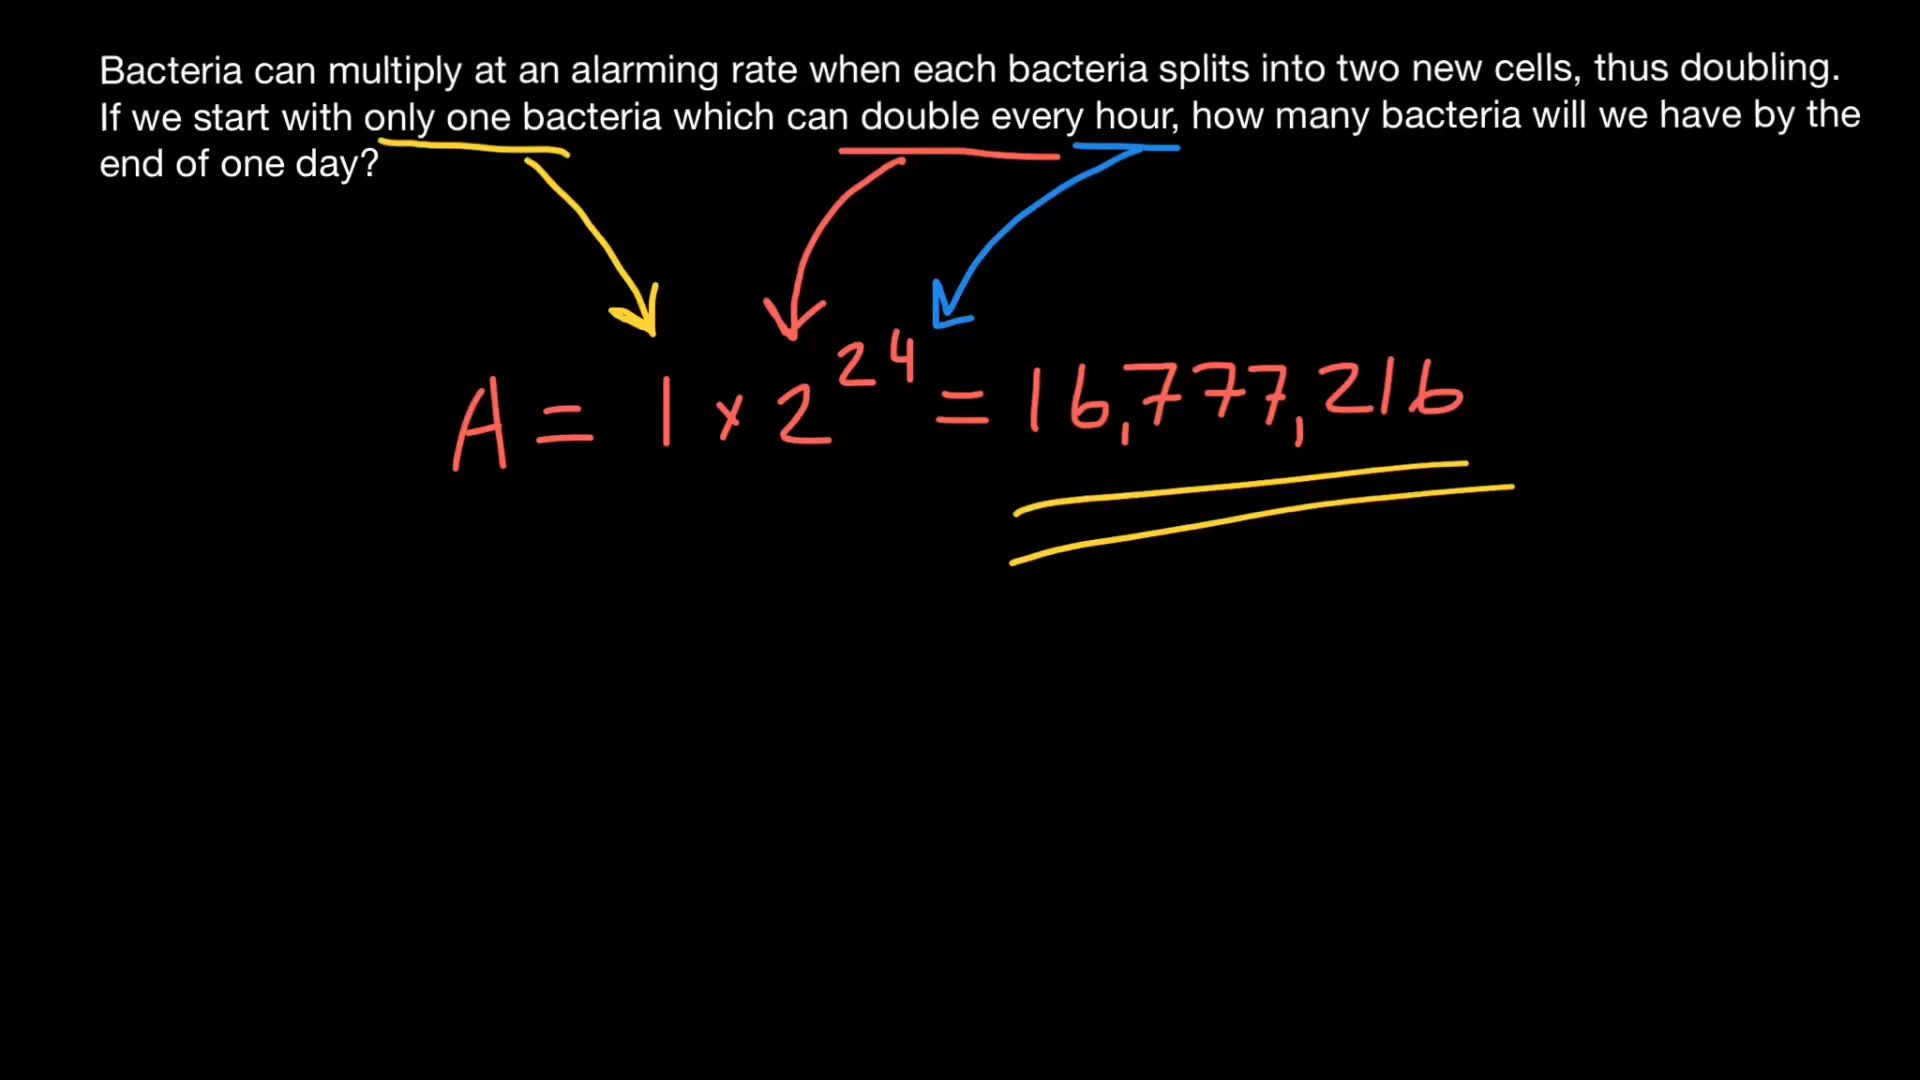 Bacteria can multiply at an alarming rate when each bacteria splits into two new cells, thus doubling.
If we start with only one bacteria which can double every hour, how many bacteria will we have by the
end of one day?
A = 1 × 2²⁴ = 16,777,216